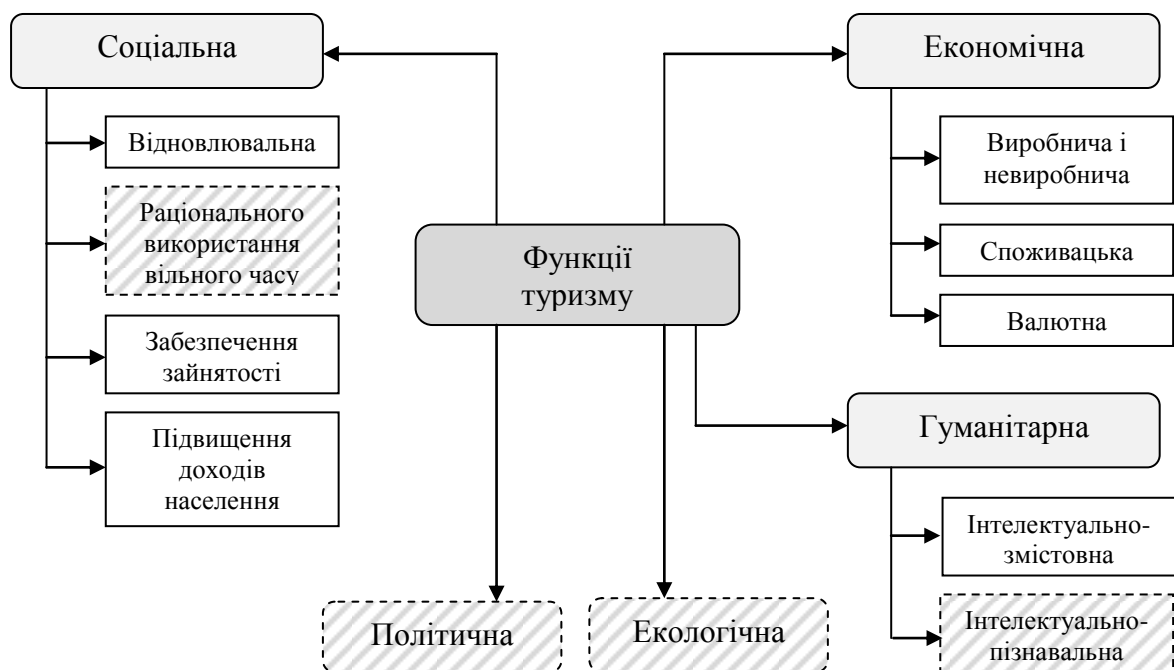 Соціальна
Відновлювальна
Раціонального
використання
вільного часу
Забезпечення
зайнятості
Підвищення
доходів
населення
Функції
туризму
Економічна
Виробнича і
невиробнича
Споживацька
Валютна
Гуманітарна
Інтелектуально-
змістовна
Інтелектуально-
пізнавальна
Політична
Екологічна